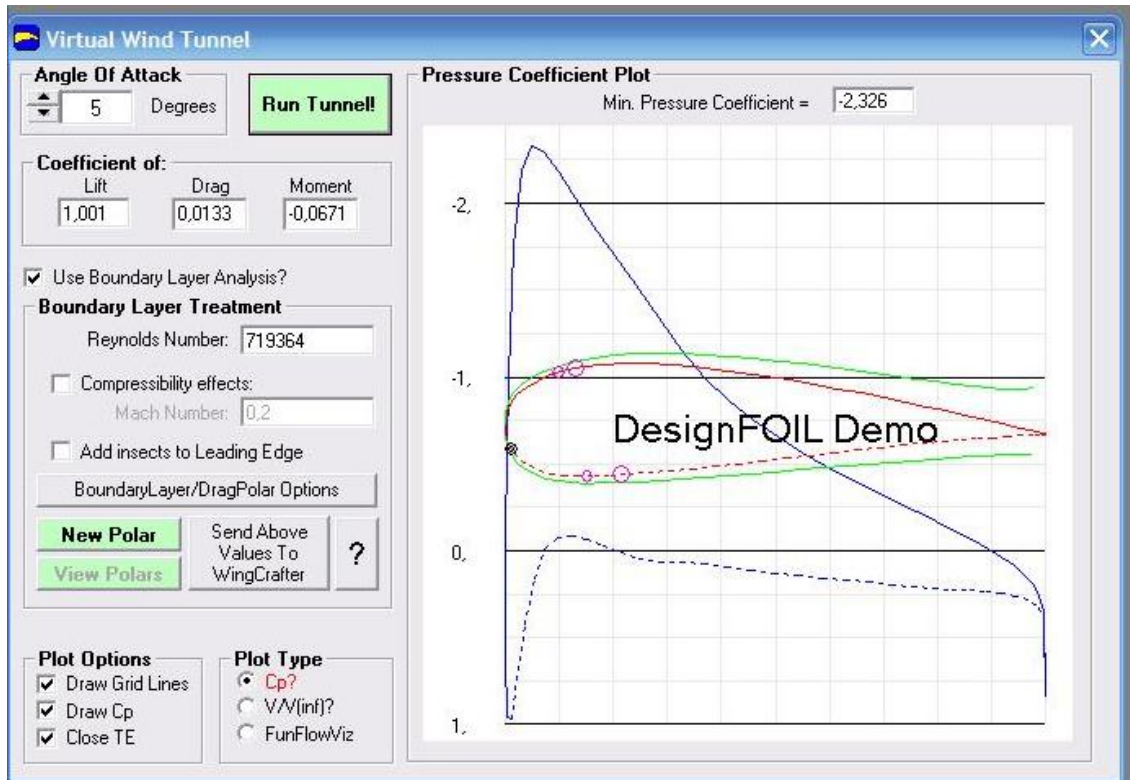 Virtual Wind Tunnel
Angle Of Attack
5 Degrees
Run Tunnel!
Coefficient of:
Lift Drag Moment
1,001 0,0133 -0,0671
Use Boundary Layer Analysis?
Boundary Layer Treatment
Reynolds Number: 719364
Compressibility effects:
Mach Number: 0,2
Add insects to Leading Edge
BoundaryLayer/DragPolar Options
New Polar
View Polars
Send Above
Values To
WingCrafter
?
Plot Options
Draw Grid Lines
Draw Cp
Close TE
Plot Type
Cp?
V/V(inf)?
FunFlowViz
Pressure Coefficient Plot
Min. Pressure Coefficient = -2,326
-2,
-1,
DesignFOIL Demo
0,
1,